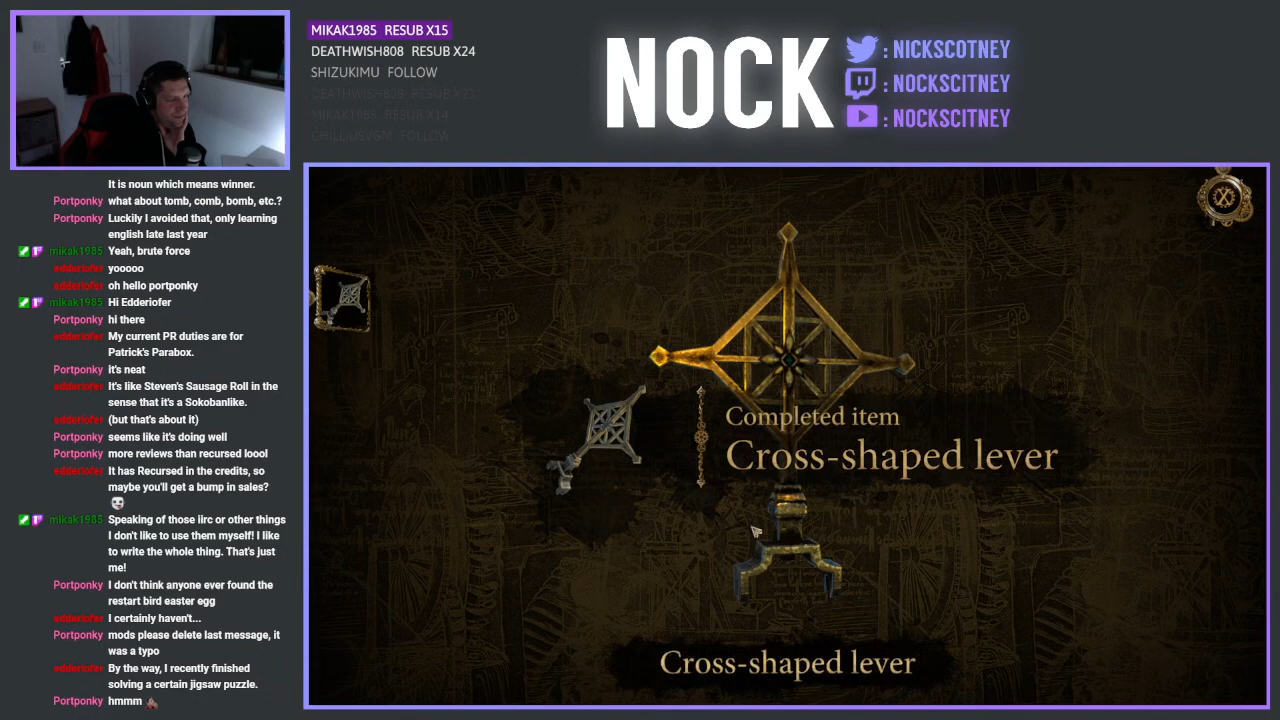 MIKAK1985 RESUB X15
DEATHWISH808 RESUB X24
SHIZUKIMU FOLLOW
DEATHWISH808 RESUB X23
MIKAK1985 RESUB X14
CHILLIUSVGM FOLLOW
NOCK
: NICKSCOTNEY
: NOCKSCITNEY
: NOCKSCITNEY
It is noun which means winner.
Portponky what about tomb, comb, bomb, etc.?
Portponky Luckily I avoided that, only learning
english late last year
mikak1985 Yeah, brute force
edderiofer yooooo
edderiofer oh hello portponky
mikak1985 Hi Edderiofer
Portponky hi there
edderiofer My current PR duties are for
Patrick's Parabox.
Portponky it's neat
edderiofer It's like Steven's Sausage Roll in the
sense that it's a Sokobanlike.
edderiofer (but that's about it)
Portponky seems like it's doing well
Portponky more reviews than recursed loool
edderiofer It has Recursed in the credits, so
maybe you'll get a bump in sales?
mikak1985 Speaking of those iirc or other things
I don't like to use them myself! I like
to write the whole thing. That's just
me!
Portponky I don't think anyone ever found the
restart bird easter egg
edderiofer I certainly haven't...
Portponky mods please delete last message, it
was a typo
edderiofer By the way, I recently finished
solving a certain jigsaw puzzle.
Portponky hmmm
Completed item
Cross-shaped lever
Cross-shaped lever